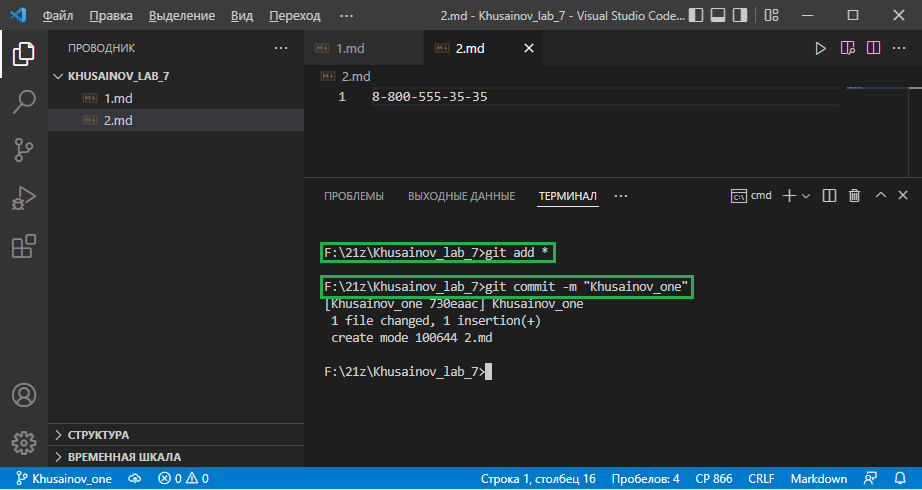 Файл Правка Выделение Вид Переход ··· 2.md - Khusainov_lab_7 - Visual Studio Code...
ПРОВОДНИК ···
KHUSAINOV_LAB_7
1.md
2.md
1.md 2.md
2.md
1 8-800-555-35-35
ПРОБЛЕМЫ ВЫХОДНЫЕ ДАННЫЕ ТЕРМИНАЛ ··· cmd
F:\21z\Khusainov_lab_7>git add *
F:\21z\Khusainov_lab_7>git commit -m "Khusainov_one"
[Khusainov_one 730eaac] Khusainov_one
1 file changed, 1 insertion(+)
create mode 100644 2.md
F:\21z\Khusainov_lab_7>
СТРУКТУРА
ВРЕМЕННАЯ ШКАЛА
Khusainov_one 0 0 Строка 1, столбец 16 Пробелов: 4 CP 866 CRLF Markdown